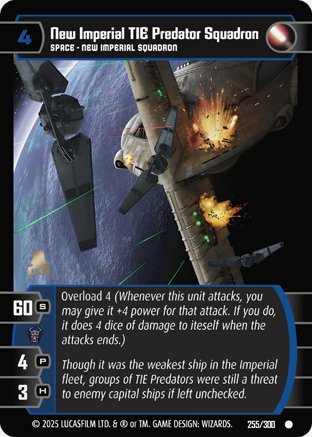 4
New Imperial TIE Predator Squadron
SPACE - NEW IMPERIAL SQUADRON
60 S
Overload 4 (Whenever this unit attacks, you
may give it +4 power for that attack. If you do,
it does 4 dice of damage to iteself when the
attacks ends.)
4 P
Though it was the weakest ship in the Imperial
fleet, groups of TIE Predators were still a threat
3 H
to enemy capital ships if left unchecked.
© 2025 LUCASFILM LTD. & ® or TM. GAME DESIGN: WIZARDS.
255/300